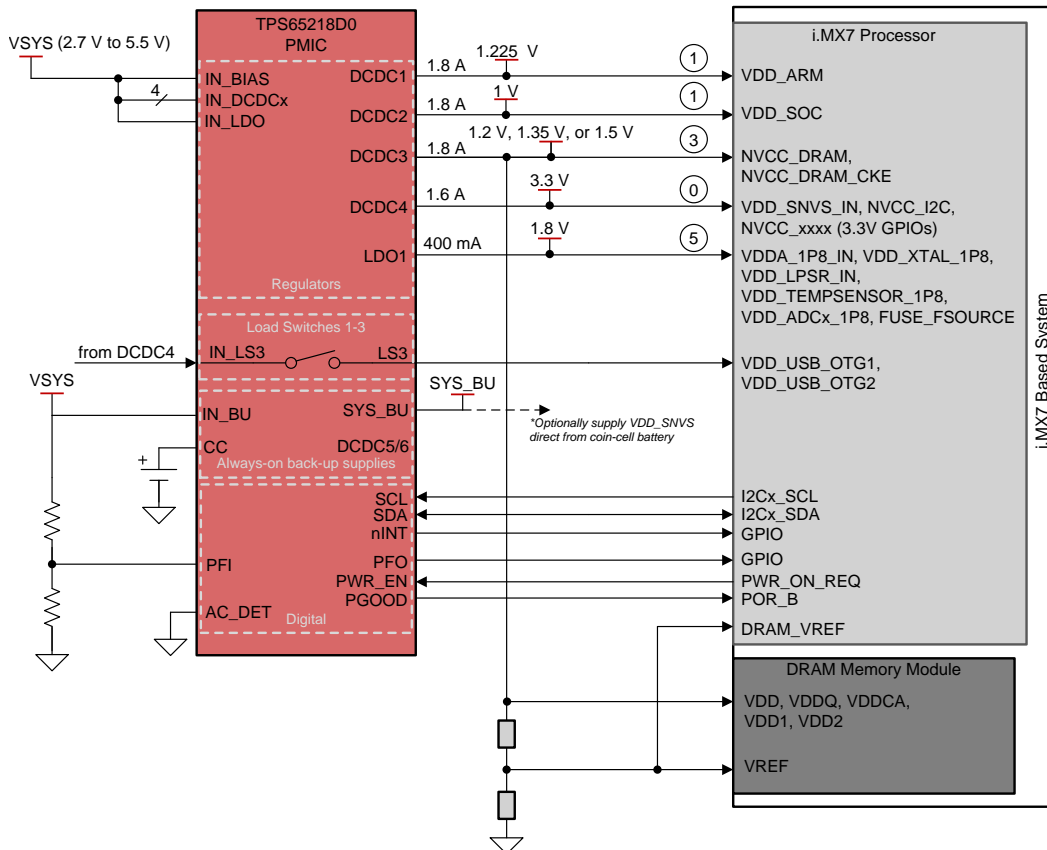 TPS65218D0
PMIC
VSYS (2.7 V to 5.5 V)
IN_BIAS
4
IN_DCDCx
IN_LDO
DCDC1
1.8 A
1.225 V
1
DCDC2
1.8 A
1 V
1
DCDC3
1.8 A
1.2 V, 1.35 V, or 1.5 V
3
DCDC4
1.6 A
3.3 V
0
LDO1
400 mA
1.8 V
5
Regulators
Load Switches 1-3
from DCDC4
IN_LS3
LS3
VSYS
IN_BU
SYS_BU
SYS_BU
*Optionally supply VDD_SNVS
direct from coin-cell battery
+
CC
DCDC5/6
Always-on back-up supplies
SCL
SDA
nINT
PFI
PFO
PWR_EN
PGOOD
AC_DET
Digital
i.MX7 Processor
VDD_ARM
VDD_SOC
NVCC_DRAM,
NVCC_DRAM_CKE
VDD_SNVS_IN, NVCC_I2C,
NVCC_xxxx (3.3V GPIOs)
VDDA_1P8_IN, VDD_XTAL_1P8,
VDD_LPSR_IN,
VDD_TEMPSENSOR_1P8,
VDD_ADCx_1P8, FUSE_FSOURCE
VDD_USB_OTG1,
VDD_USB_OTG2
I2Cx_SCL
I2Cx_SDA
GPIO
GPIO
PWR_ON_REQ
POR_B
DRAM_VREF
DRAM Memory Module
VDD, VDDQ, VDDCA,
VDD1, VDD2
VREF
i.MX7 Based System